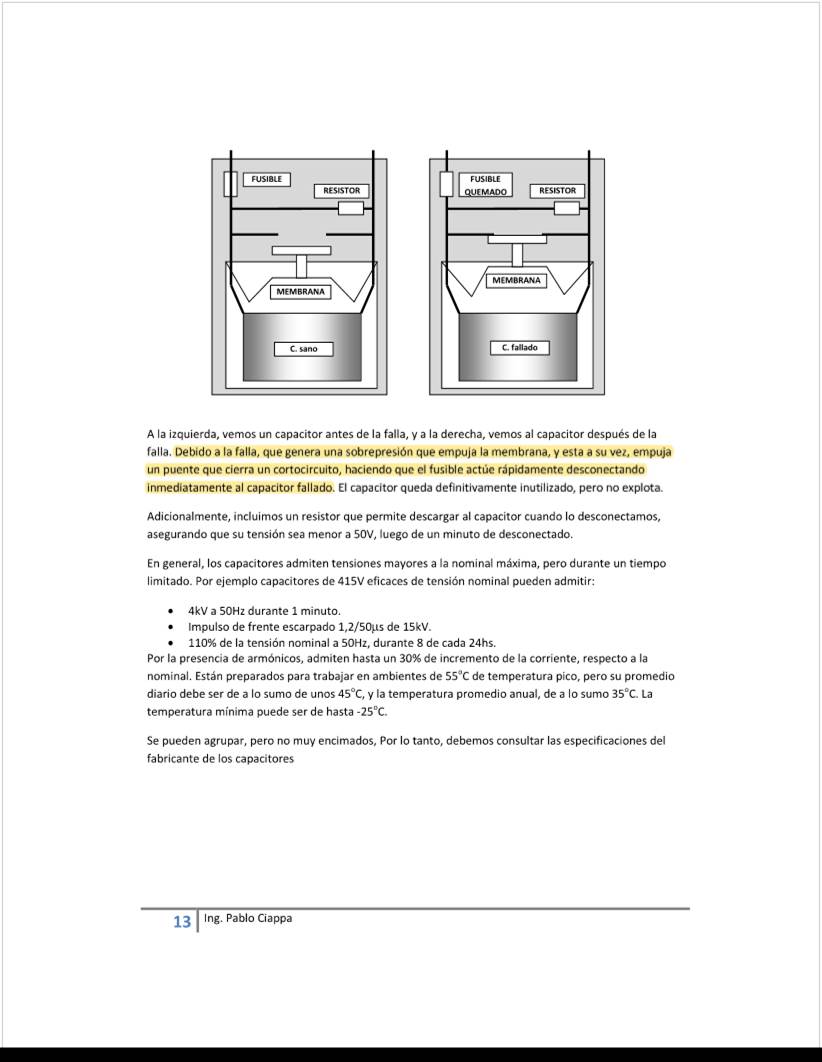 FUSIBLE
RESISTOR
MEMBRANA
C. sano
FUSIBLE
QUEMADO
RESISTOR
MEMBRANA
C. fallado
A la izquierda, vemos un capacitor antes de la falla, y a la derecha, vemos al capacitor después de la
falla. Debido a la falla, que genera una sobrepresión que empuja la membrana, y esta a su vez, empuja
un puente que cierra un cortocircuito, haciendo que el fusible actúe rápidamente desconectando
inmediatamente al capacitor fallado. El capacitor queda definitivamente inutilizado, pero no explota.
Adicionalmente, incluimos un resistor que permite descargar al capacitor cuando lo desconectamos,
asegurando que su tensión sea menor a 50V, luego de un minuto de desconectado.
En general, los capacitores admiten tensiones mayores a la nominal máxima, pero durante un tiempo
limitado. Por ejemplo capacitores de 415V eficaces de tensión nominal pueden admitir:
• 4kV a 50Hz durante 1 minuto.
• Impulso de frente escarpado 1,2/50μs de 15kV.
• 110% de la tensión nominal a 50Hz, durante 8 de cada 24hs.
Por la presencia de armónicos, admiten hasta un 30% de incremento de la corriente, respecto a la
nominal. Están preparados para trabajar en ambientes de 55°C de temperatura pico, pero su promedio
diario debe ser de a lo sumo de unos 45°C, y la temperatura promedio anual, de a lo sumo 35°C. La
temperatura mínima puede ser de hasta -25°C.
Se pueden agrupar, pero no muy encimados, Por lo tanto, debemos consultar las especificaciones del
fabricante de los capacitores
13 Ing. Pablo Ciappa